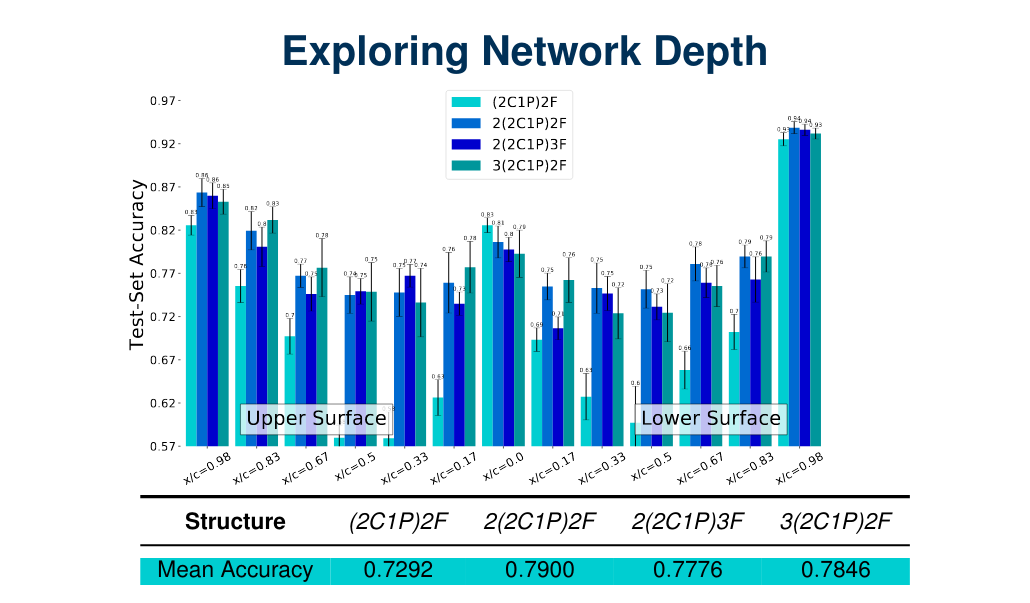 Exploring Network Depth
(2C1P)2F
2(2C1P)2F
2(2C1P)3F
3(2C1P)2F
Test-Set Accuracy
0.97
0.92
0.87
0.82
0.77
0.72
0.67
0.62
0.57
0.83 0.86 0.86 0.85
0.76 0.82 0.8 0.83
0.7 0.77 0.75 0.78
0.75 0.75
0.75 0.77 0.74
0.63 0.76 0.73 0.78
0.83 0.81 0.8 0.79
0.69 0.75 0.71 0.76
0.63 0.75 0.75 0.72
0.6 0.75 0.73 0.72
0.66 0.78 0.76 0.76
0.7 0.79 0.76 0.79
0.93 0.94 0.94 0.93
Upper Surface
Lower Surface
x/c=0.98 x/c=0.83 x/c=0.67 x/c=0.5 x/c=0.33 x/c=0.17 x/c=0.0 x/c=0.17 x/c=0.33 x/c=0.5 x/c=0.67 x/c=0.83 x/c=0.98
Structure (2C1P)2F 2(2C1P)2F 2(2C1P)3F 3(2C1P)2F
Mean Accuracy 0.7292 0.7900 0.7776 0.7846